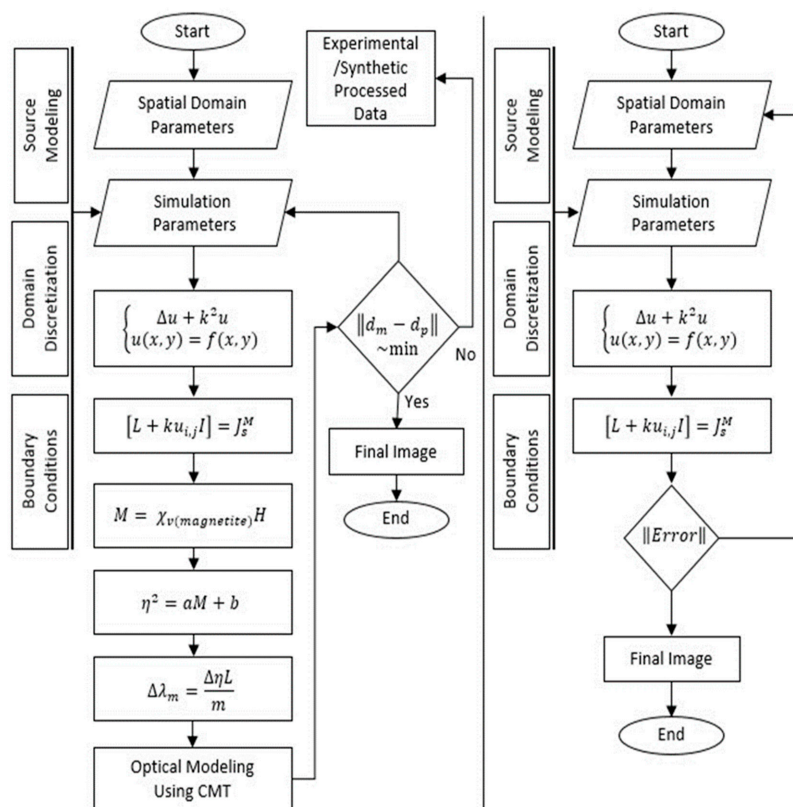 Start
Spatial Domain
Parameters
Simulation
Parameters
Source
Modeling
Domain
Discretization
Boundary
Conditions
Δu + k²u
u(x, y) = f(x, y)
[L + ku_{i,j}I] = J_s^M
M = χ_{v(magnetite)}H
η² = aM + b
Δλ_m = ΔηL/m
Optical Modeling
Using CMT
Experimental
/Synthetic
Processed
Data
‖d_m − d_p‖
~min
No
Yes
Final Image
End
Start
Spatial Domain
Parameters
Simulation
Parameters
Source
Modeling
Domain
Discretization
Boundary
Conditions
Δu + k²u
u(x, y) = f(x, y)
[L + ku_{i,j}I] = J_s^M
‖Error‖
Final Image
End